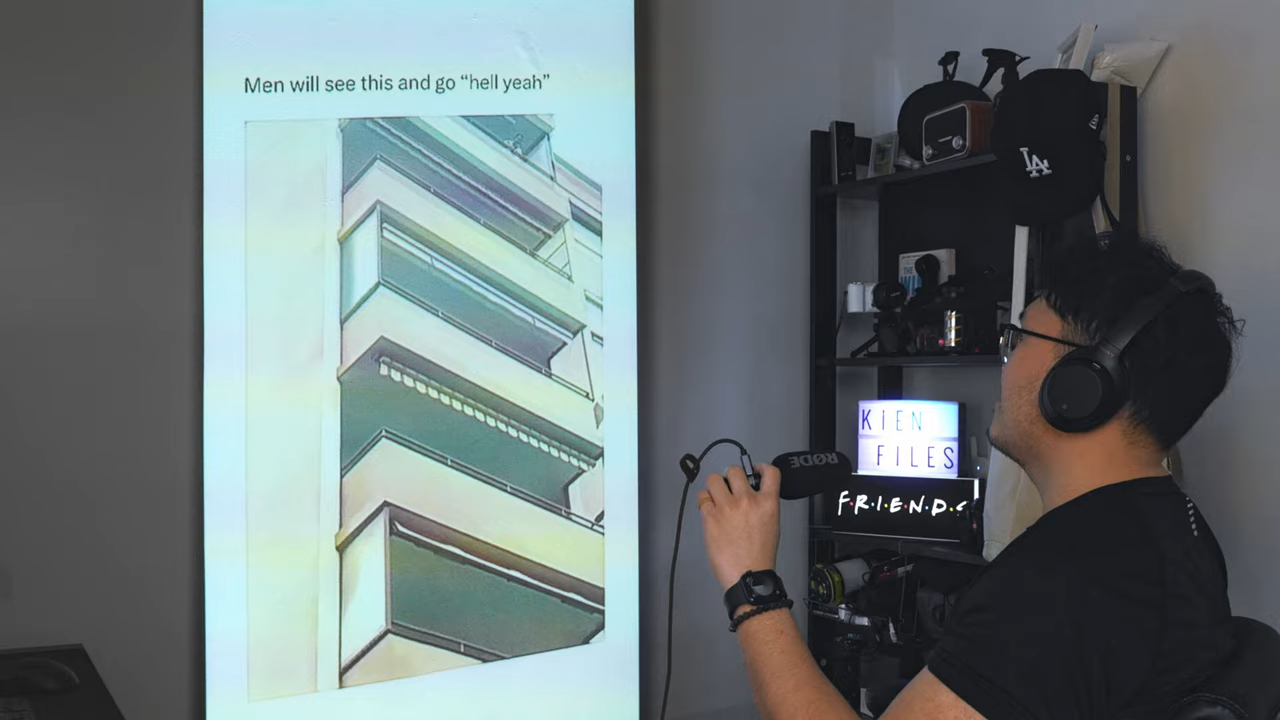 Men will see this and go “hell yeah”
LA
KIEN
FILES
RØDE
F·R·I·E·N·D·